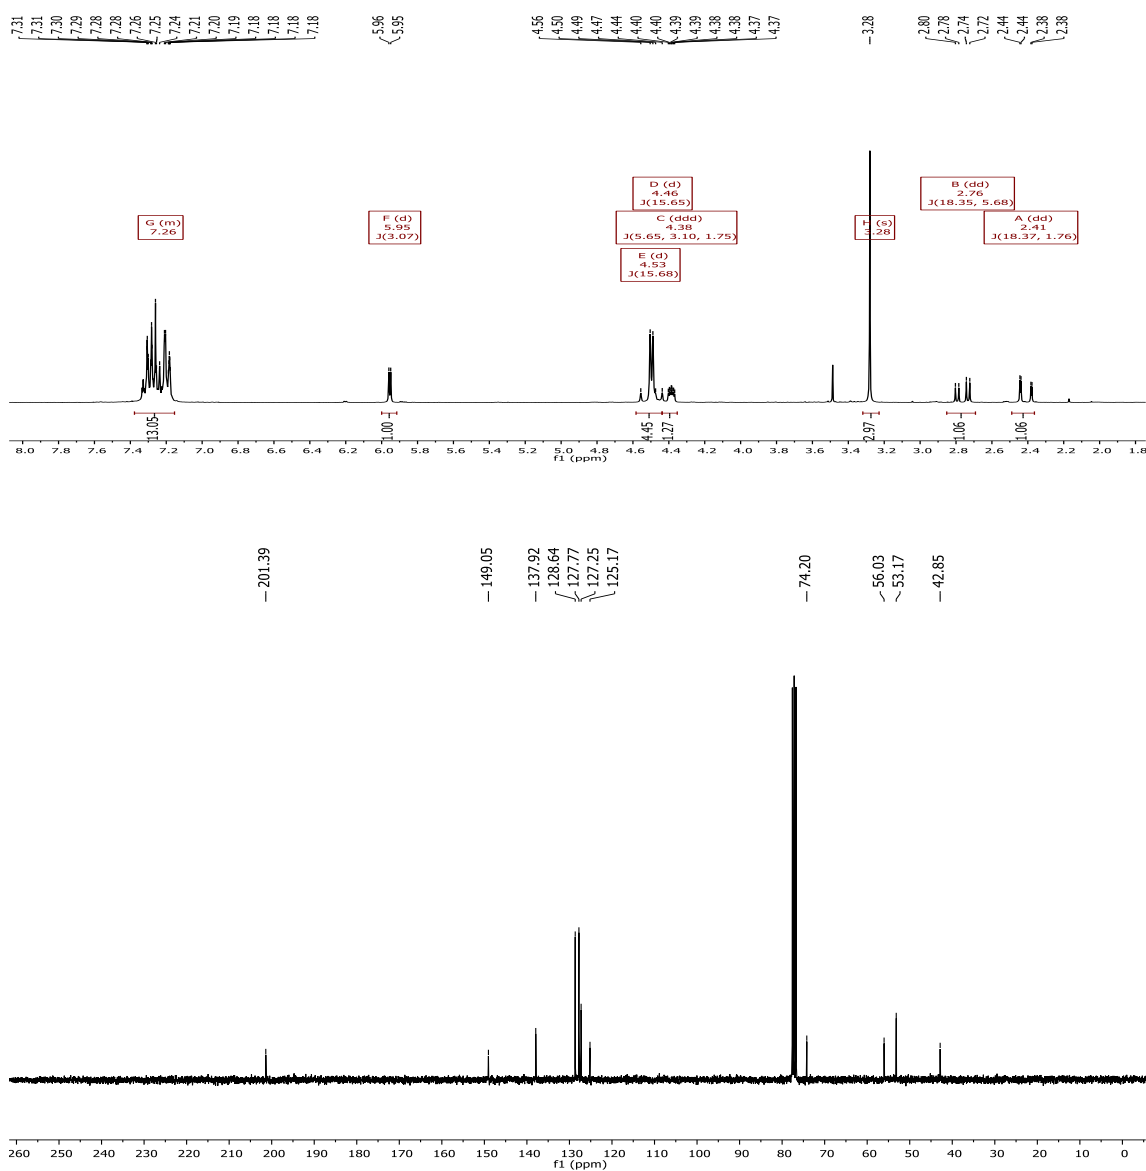 7.31 7.31 7.30 7.29 7.28 7.28 7.26 7.25 7.24 7.21 7.20 7.19 7.18 7.18 7.18 7.18 5.96 5.95 4.56 4.50 4.49 4.47 4.44 4.40 4.40 4.39 4.39 4.38 4.38 4.37 4.37 3.28 2.80 2.78 2.74 2.72 2.44 2.44 2.38 2.38
D (d)
4.46
J(15.65)
B (dd)
2.76
J(18.35, 5.68)
G (m)
7.26
F (d)
5.95
J(3.07)
C (ddd)
4.38
J(5.65, 3.10, 1.75)
H (s)
3.28
A (dd)
2.41
J(18.37, 1.76)
E (d)
4.53
J(15.68)
13.05 1.00 4.45 1.27 2.97 1.06 1.06
8.0 7.8 7.6 7.4 7.2 7.0 6.8 6.6 6.4 6.2 6.0 5.8 5.6 5.4 5.2 5.0 4.8 4.6 4.4 4.2 4.0 3.8 3.6 3.4 3.2 3.0 2.8 2.6 2.4 2.2 2.0 1.8
f1 (ppm)
201.39 149.05 137.92 128.64 127.77 127.25 125.17 74.20 56.03 53.17 42.85
260 250 240 230 220 210 200 190 180 170 160 150 140 130 120 110 100 90 80 70 60 50 40 30 20 10 0
f1 (ppm)